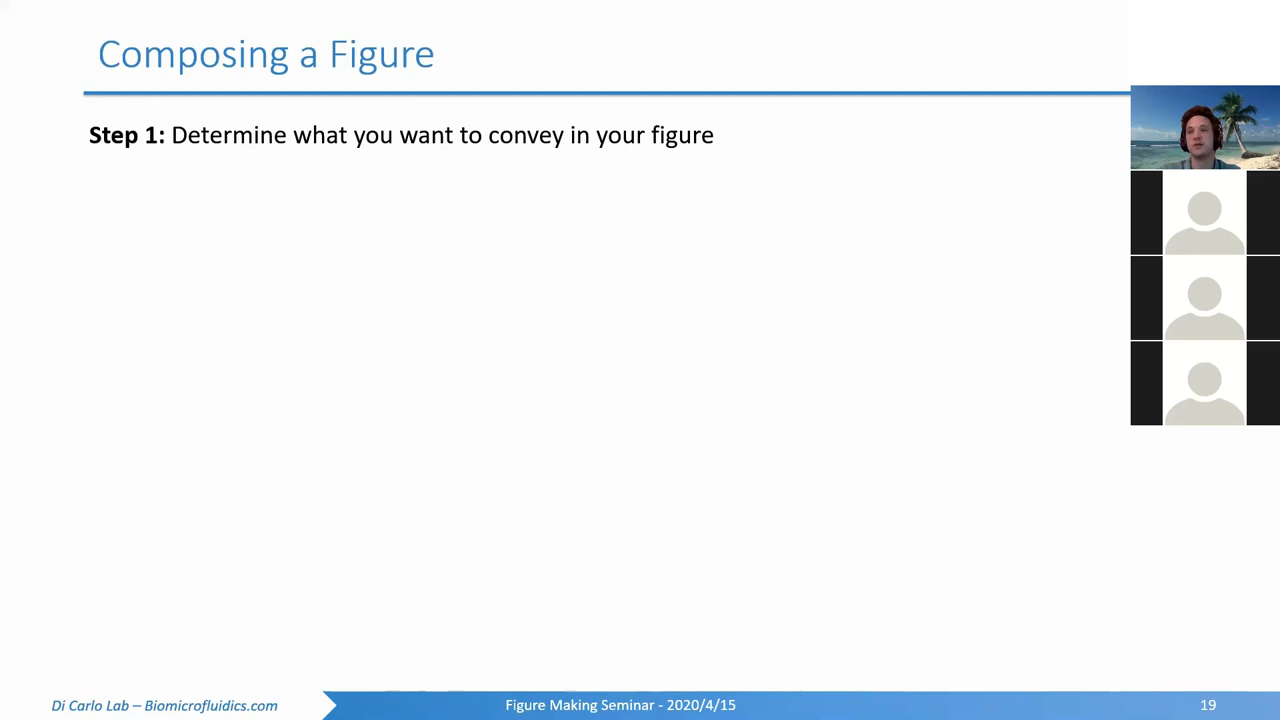 Composing a Figure
Step 1: Determine what you want to convey in your figure
Di Carlo Lab – Biomicrofluidics.com
Figure Making Seminar - 2020/4/15
19